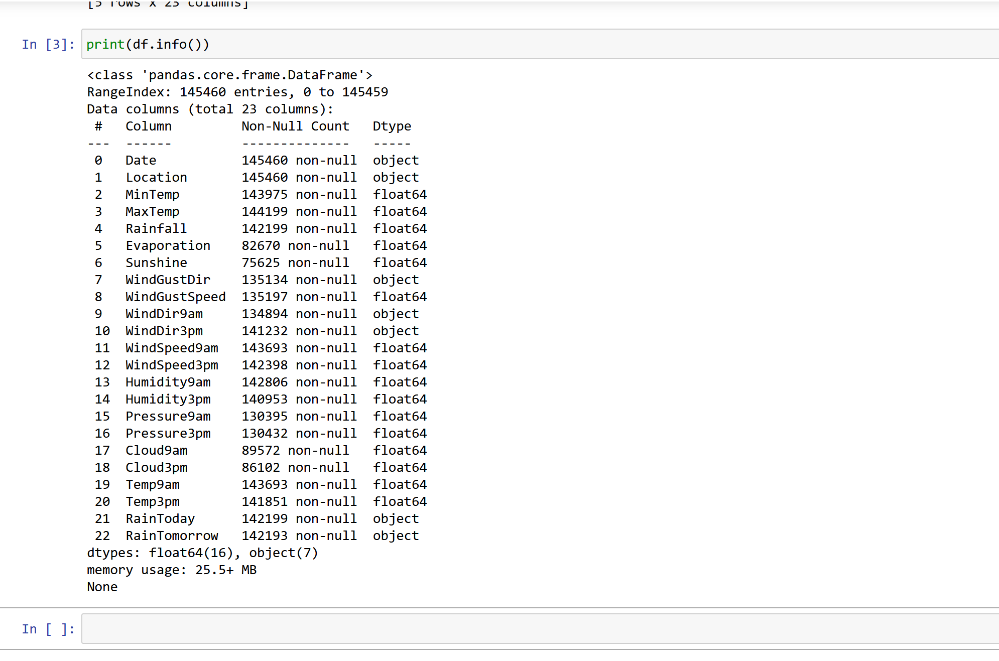 [5 rows x 23 columns]
In [3]: print(df.info())
<class 'pandas.core.frame.DataFrame'>
RangeIndex: 145460 entries, 0 to 145459
Data columns (total 23 columns):
 #   Column         Non-Null Count   Dtype
---  ------         --------------   -----
 0   Date           145460 non-null  object
 1   Location       145460 non-null  object
 2   MinTemp        143975 non-null  float64
 3   MaxTemp        144199 non-null  float64
 4   Rainfall       142199 non-null  float64
 5   Evaporation    82670 non-null   float64
 6   Sunshine       75625 non-null   float64
 7   WindGustDir    135134 non-null  object
 8   WindGustSpeed  135197 non-null  float64
 9   WindDir9am     134894 non-null  object
 10  WindDir3pm     141232 non-null  object
 11  WindSpeed9am   143693 non-null  float64
 12  WindSpeed3pm   142398 non-null  float64
 13  Humidity9am    142806 non-null  float64
 14  Humidity3pm    140953 non-null  float64
 15  Pressure9am    130395 non-null  float64
 16  Pressure3pm    130432 non-null  float64
 17  Cloud9am       89572 non-null   float64
 18  Cloud3pm       86102 non-null   float64
 19  Temp9am        143693 non-null  float64
 20  Temp3pm        141851 non-null  float64
 21  RainToday      142199 non-null  object
 22  RainTomorrow   142193 non-null  object
dtypes: float64(16), object(7)
memory usage: 25.5+ MB
None
In [ ]: